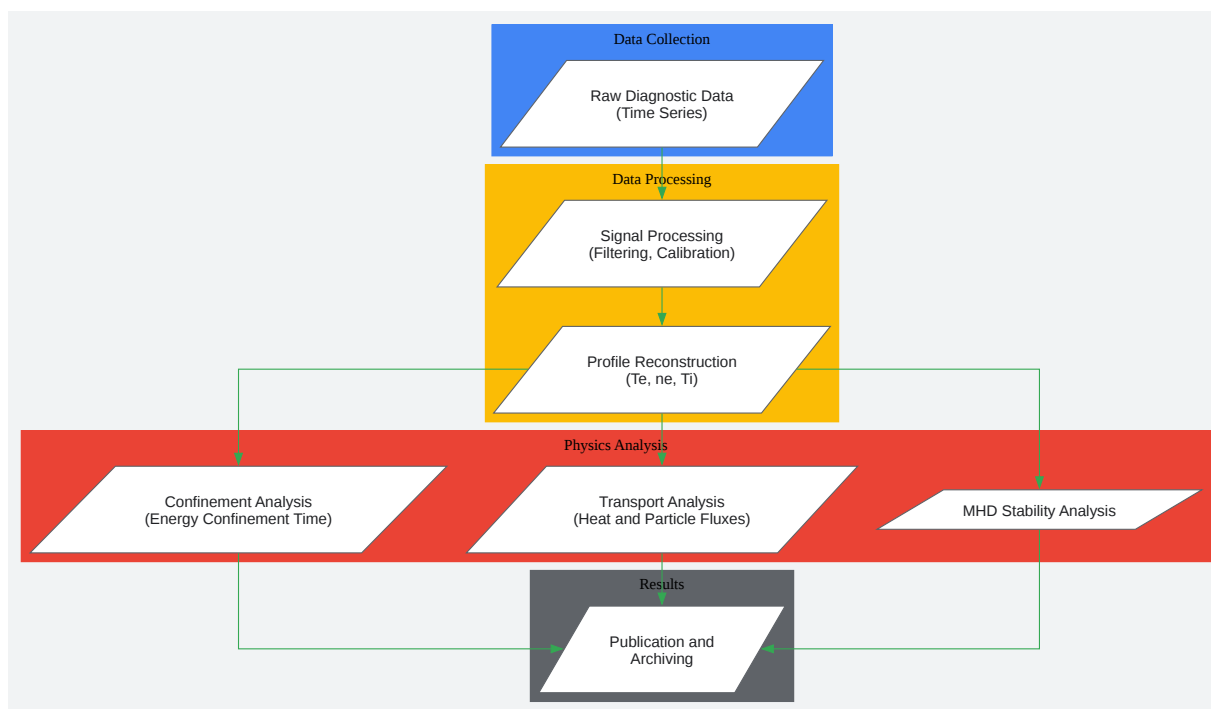 Data Collection
Raw Diagnostic Data
(Time Series)
Data Processing
Signal Processing
(Filtering, Calibration)
Profile Reconstruction
(Te, ne, Ti)
Physics Analysis
Confinement Analysis
(Energy Confinement Time)
Transport Analysis
(Heat and Particle Fluxes)
MHD Stability Analysis
Results
Publication and
Archiving